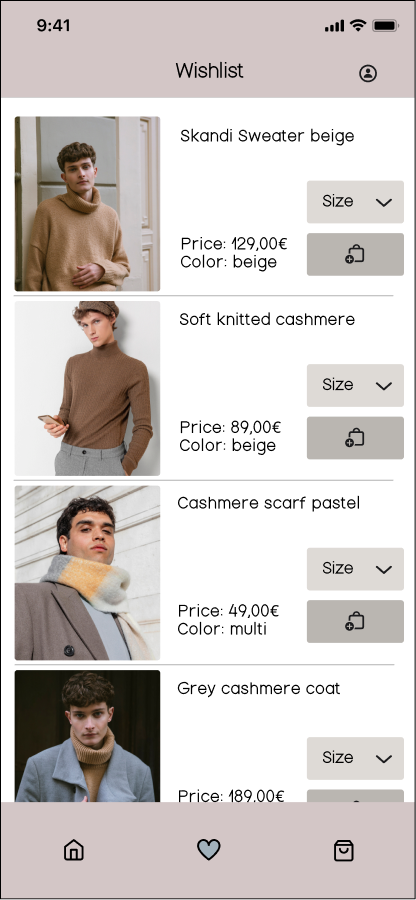 9:41
Wishlist
Skandi Sweater beige
Size
Price: 129,00€
Color: beige
Soft knitted cashmere
Size
Price: 89,00€
Color: beige
Cashmere scarf pastel
Size
Price: 49,00€
Color: multi
Grey cashmere coat
Size
Price: 189,00€